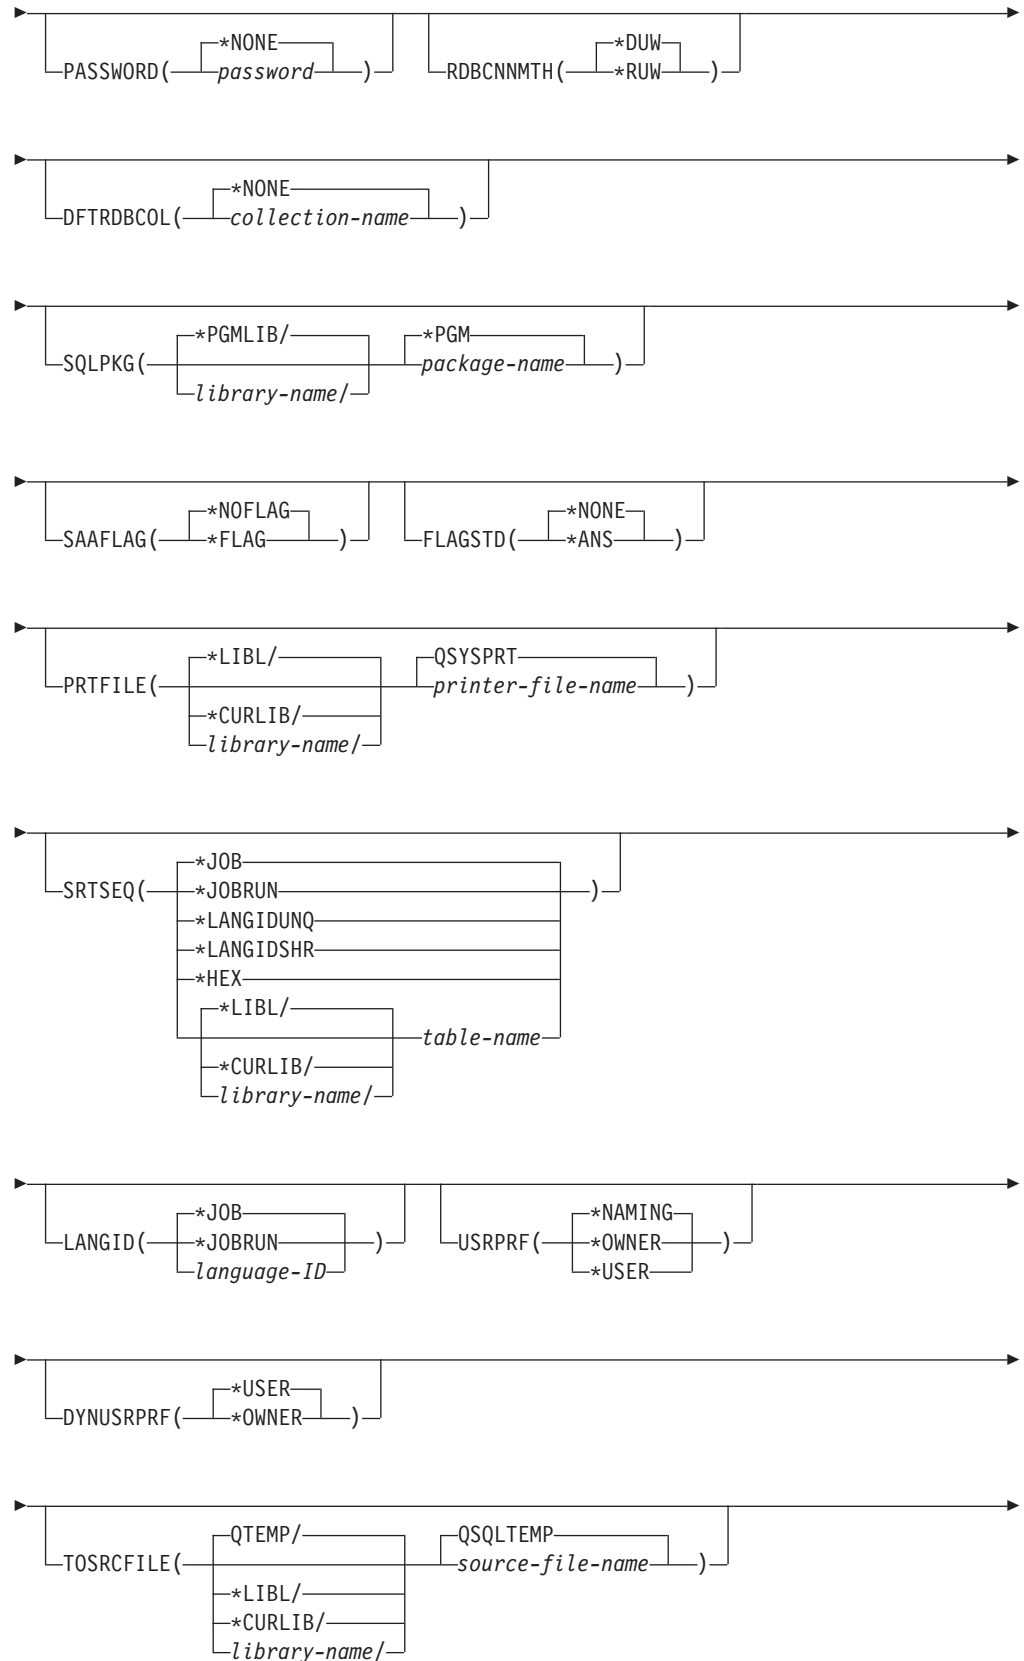 *NONE *DUW
PASSWORD( password ) RDBCNNMTH( *RUW )
*NONE
DFTRDBCOL( collection-name )
*PGMLIB/ *PGM
SQLPKG( package-name )
library-name/
*NOFLAG *NONE
SAAFLAG( *FLAG ) FLAGSTD( *ANS )
*LIBL/ QSYSPRT
PRTFILE( printer-file-name )
*CURLIB/
library-name/
*JOB
SRTSEQ( *JOBRUN )
*LANGIDUNQ
*LANGIDSHR
*HEX
*LIBL/
table-name
*CURLIB/
library-name/
*JOB *NAMING
LANGID( *JOBRUN ) USRPRF( *OWNER )
language-ID *USER
*USER
DYNUSRPRF( *OWNER )
QTEMP/ QSQLTEMP
TOSRCFILE( source-file-name )
*LIBL/
*CURLIB/
library-name/